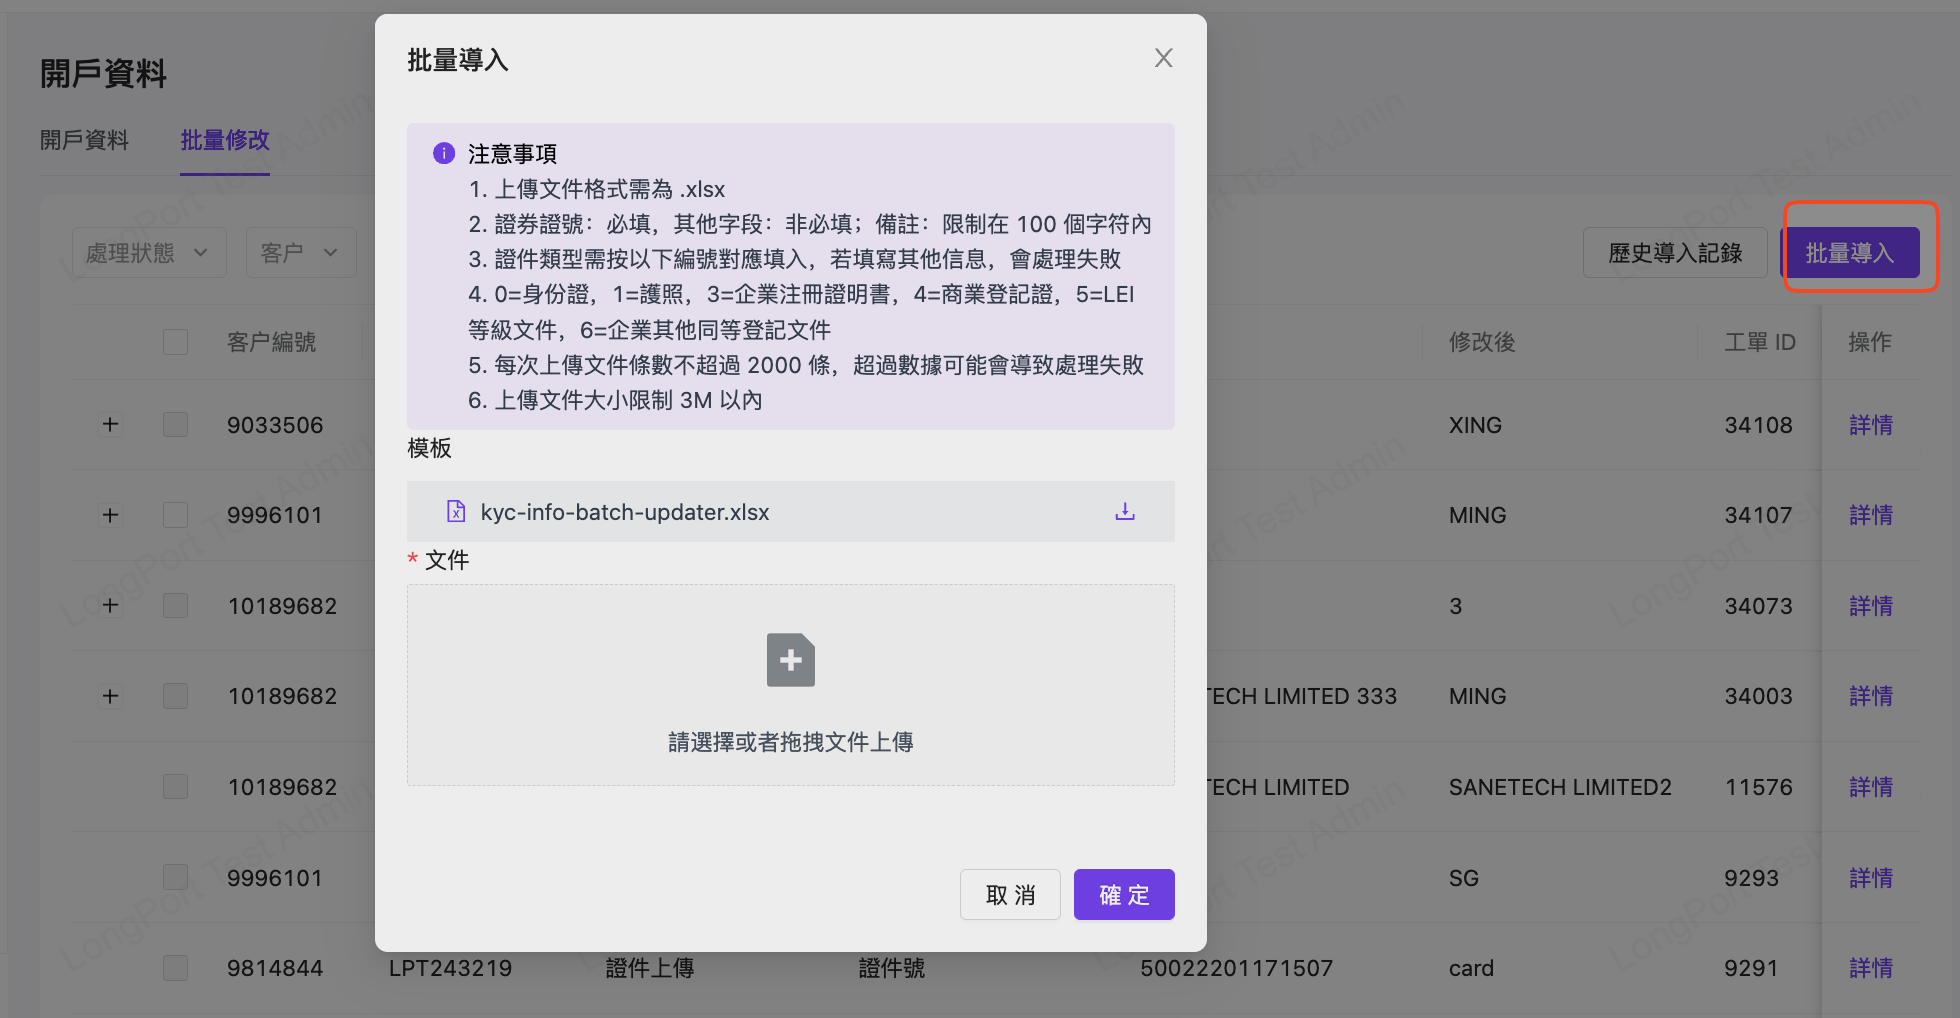 開戶資料
開戶資料 批量修改
處理狀態 客户
歷史導入記錄 批量導入
批量導入
注意事項
1. 上傳文件格式需為 .xlsx
2. 證券證號：必填，其他字段：非必填；備註：限制在 100 個字符內
3. 證件類型需按以下編號對應填入，若填寫其他信息，會處理失敗
4. 0=身份證，1=護照，3=企業注冊證明書，4=商業登記證，5=LEI
等級文件，6=企業其他同等登記文件
5. 每次上傳文件條數不超過 2000 條，超過數據可能會導致處理失敗
6. 上傳文件大小限制 3M 以內
模板
kyc-info-batch-updater.xlsx
* 文件
請選擇或者拖拽文件上傳
取消 確定
客户編號 修改後 工單 ID 操作
9033506 XING 34108 詳情
9996101 MING 34107 詳情
10189682 3 34073 詳情
10189682 TECH LIMITED 333 MING 34003 詳情
10189682 TECH LIMITED SANETECH LIMITED2 11576 詳情
9996101 SG 9293 詳情
9814844 LPT243219 證件上傳 證件號 50022201171507 card 9291 詳情
LongPort Test Admin